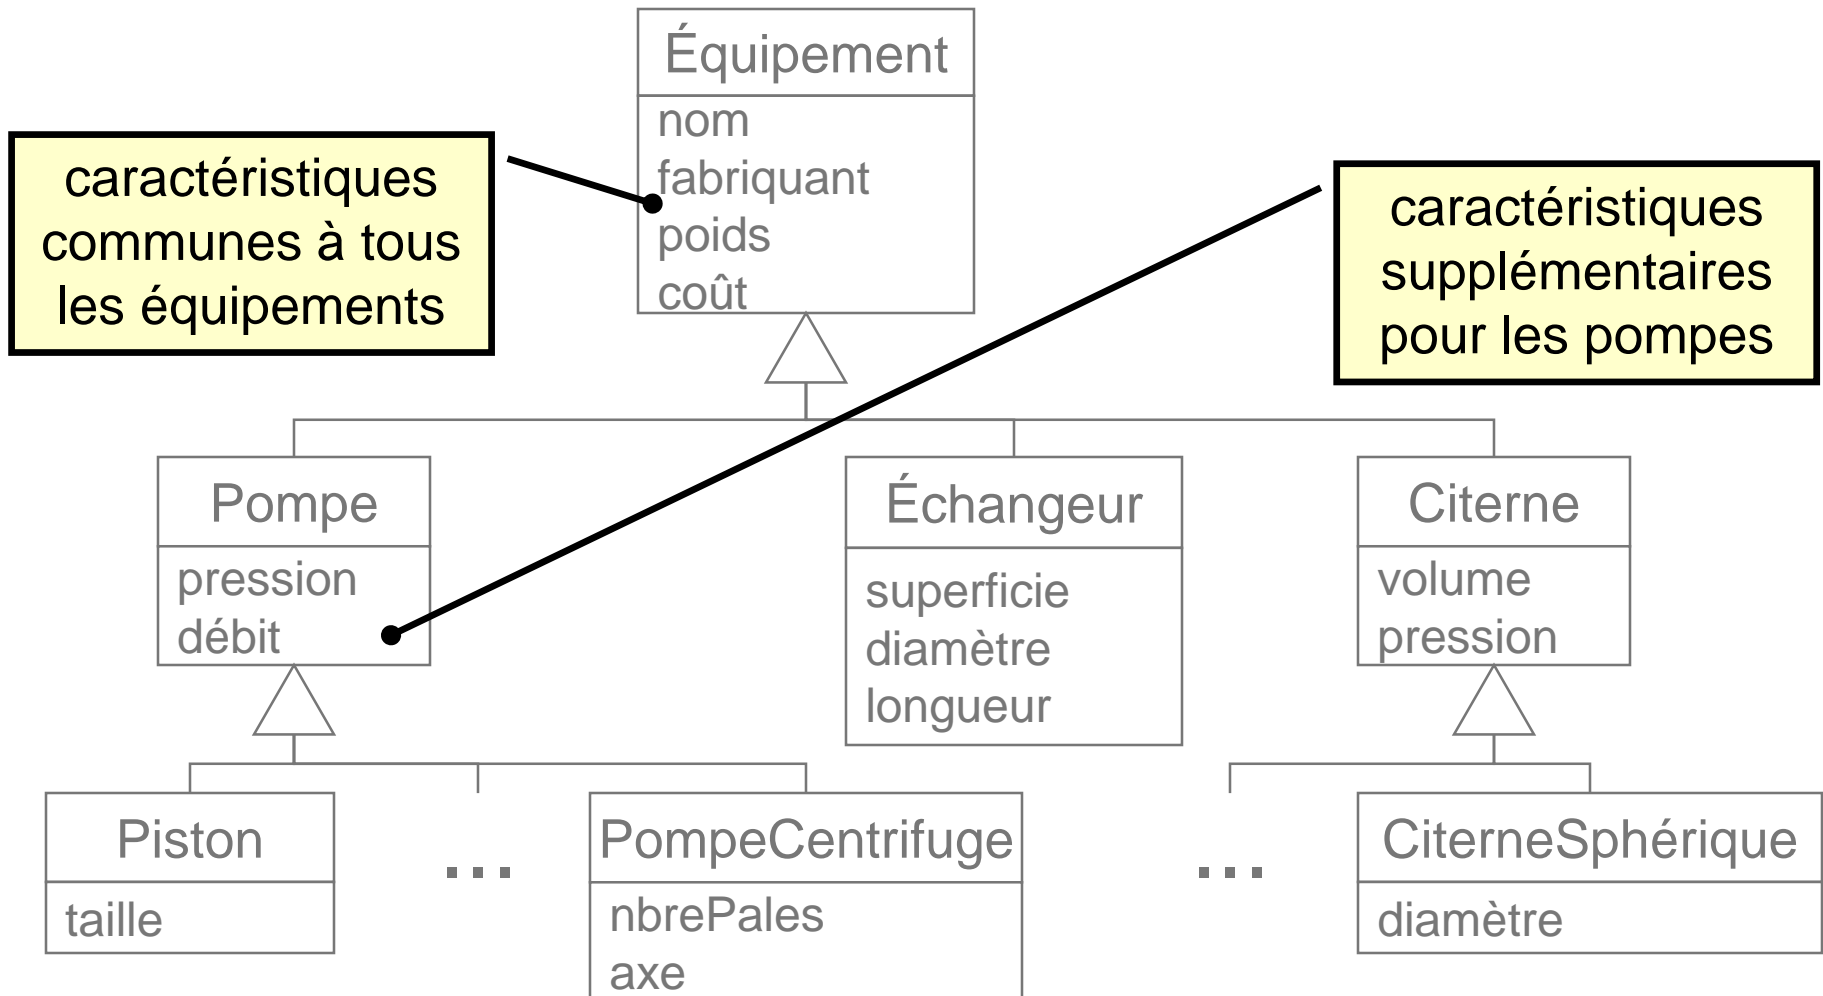 Équipement
nom
fabriquant
poids
coût
caractéristiques
communes à tous
les équipements
caractéristiques
supplémentaires
pour les pompes
Pompe
pression
débit
Échangeur
superficie
diamètre
longueur
Citerne
volume
pression
Piston
taille
...
PompeCentrifuge
nbrePales
axe
...
CiterneSphérique
diamètre